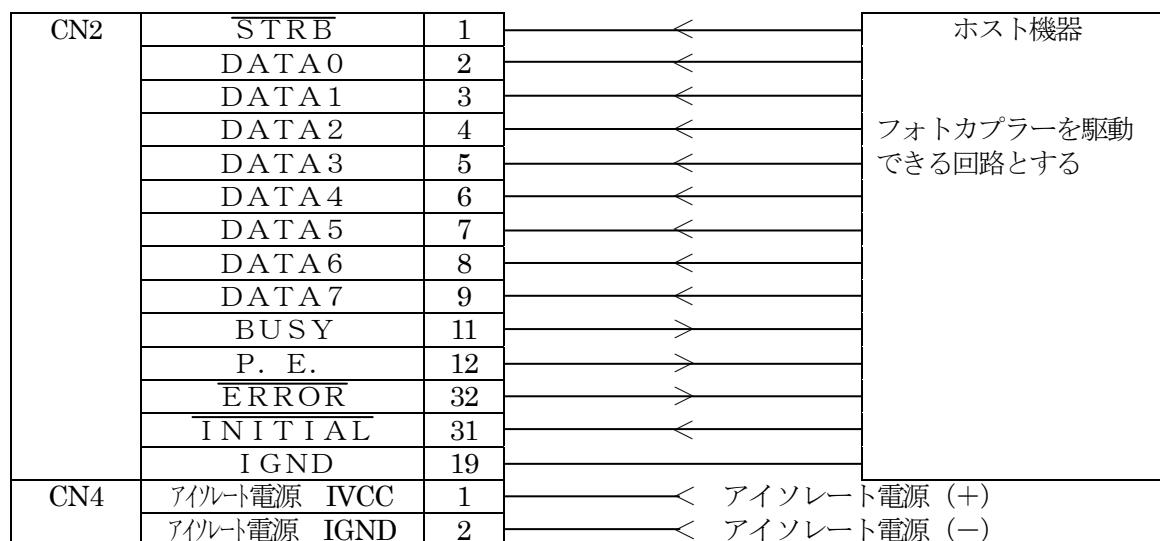 CN2 STRB 1 ホスト機器
DATA0 2
DATA1 3
DATA2 4 フォトカプラーを駆動
DATA3 5 できる回路とする
DATA4 6
DATA5 7
DATA6 8
DATA7 9
BUSY 11
P. E. 12
ERROR 32
INITIAL 31
IGND 19
CN4 アイソレート電源 IVCC 1 アイソレート電源（+）
アイソレート電源 IGND 2 アイソレート電源（−）